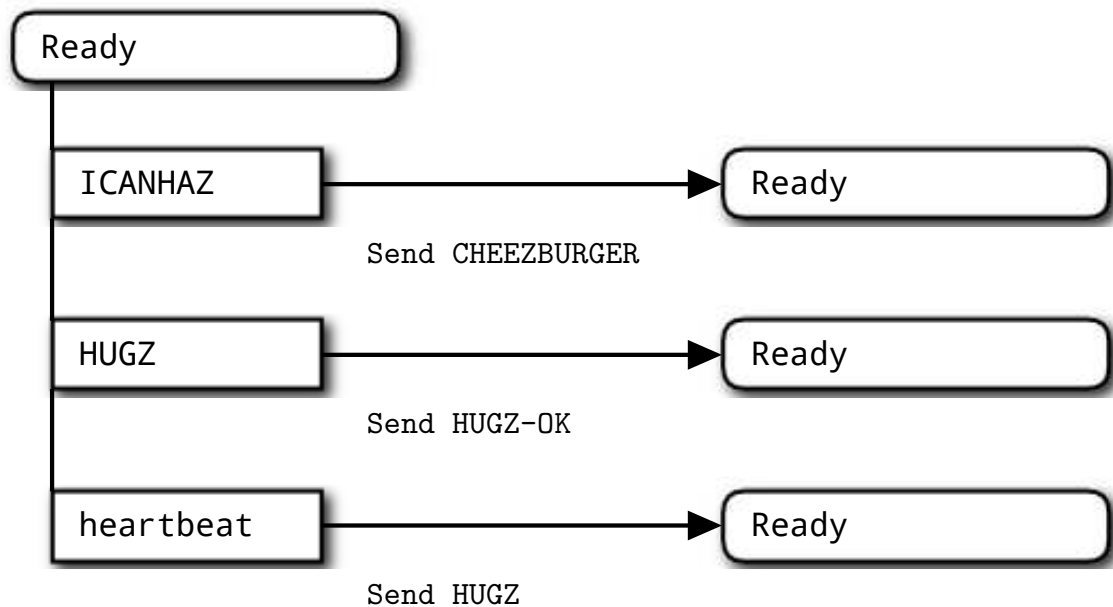 Ready
ICANHAZ
Ready
Send CHEEZBURGER
HUGZ
Ready
Send HUGZ-OK
heartbeat
Ready
Send HUGZ